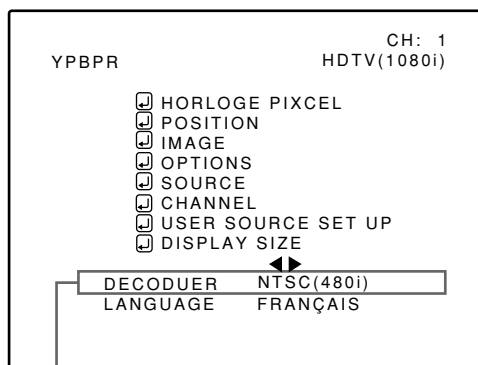 CH: 1
YPBPR HDTV(1080i)
HORLOGE PIXCEL
POSITION
IMAGE
OPTIONS
SOURCE
CHANNEL
USER SOURCE SET UP
DISPLAY SIZE
DECODUER NTSC(480i)
LANGUAGE FRANÇAIS